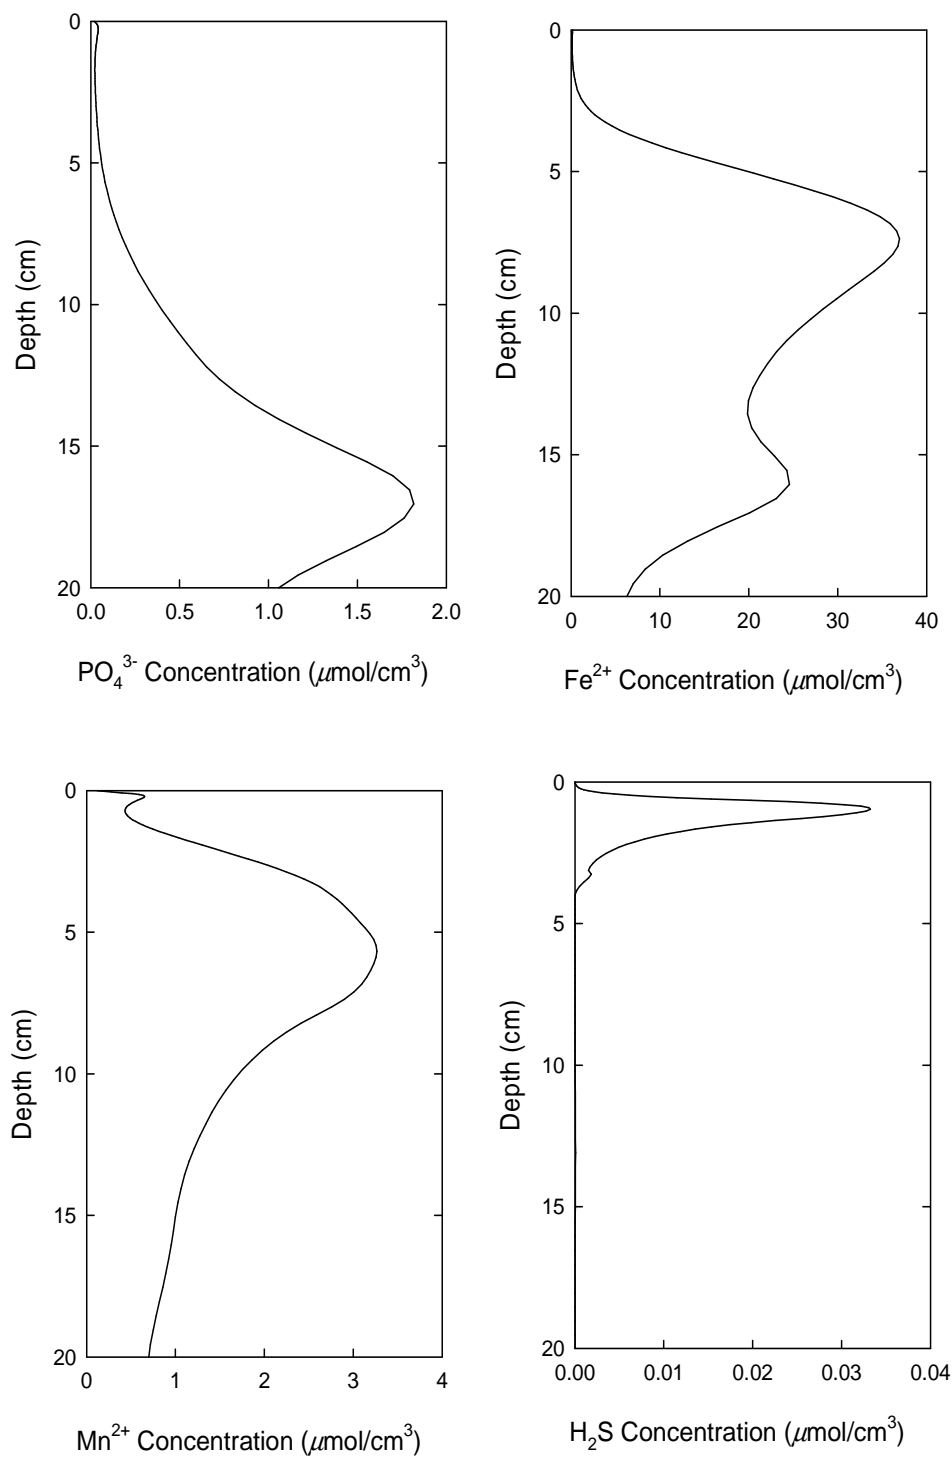 0
5
10
15
20
Depth (cm)
0.0 0.5 1.0 1.5 2.0
PO₄³⁻ Concentration (μmol/cm³)
0
5
10
15
20
Depth (cm)
0 10 20 30 40
Fe²⁺ Concentration (μmol/cm³)
0
5
10
15
20
Depth (cm)
0 1 2 3 4
Mn²⁺ Concentration (μmol/cm³)
0
5
10
15
20
Depth (cm)
0.00 0.01 0.02 0.03 0.04
H₂S Concentration (μmol/cm³)